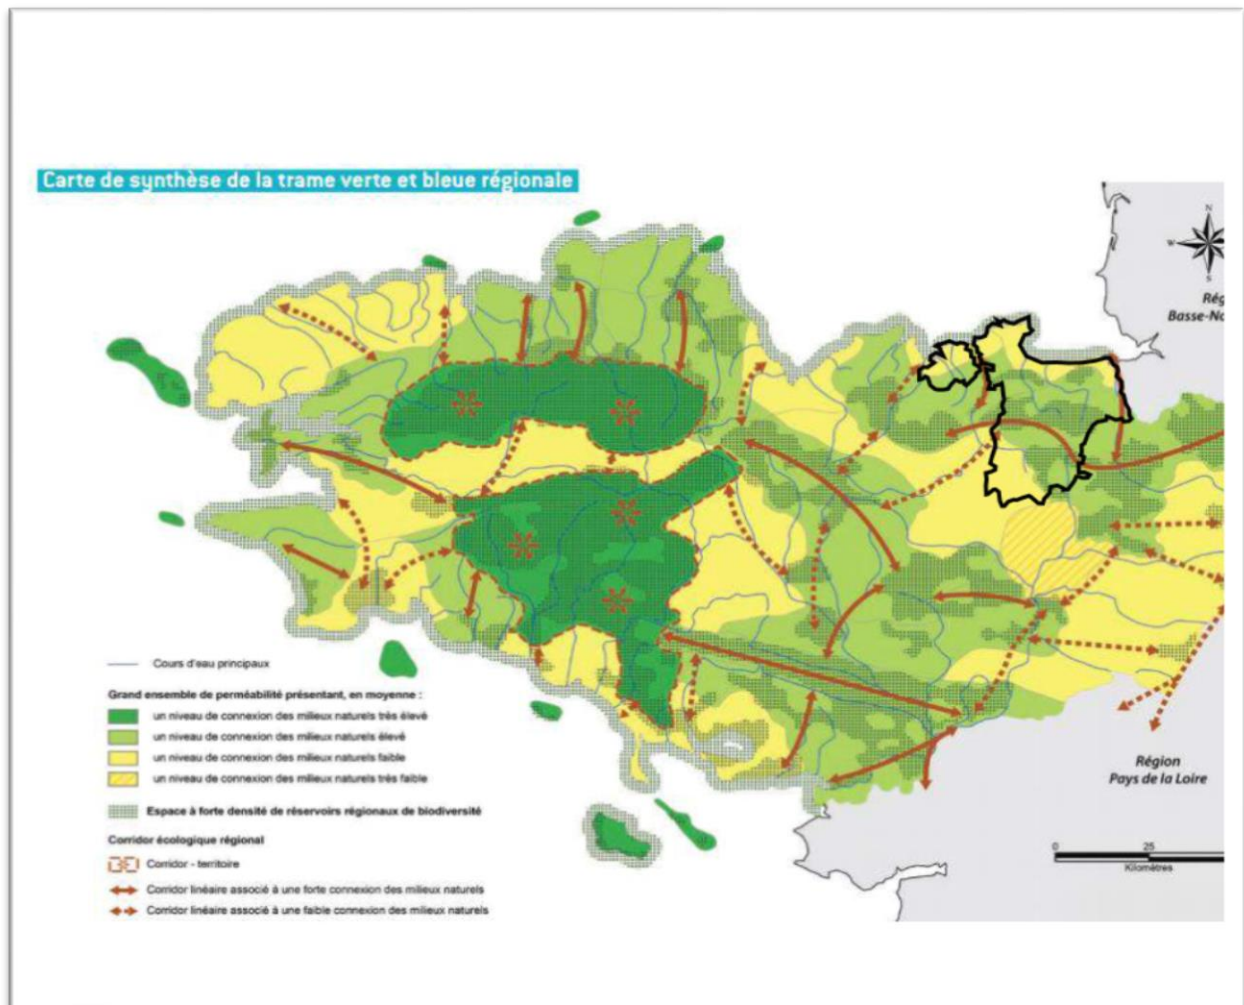 Carte de synthèse de la trame verte et bleue régionale
N
W
S
Rég
Basse-No
Cours d'eau principaux
Grand ensemble de perméabilité présentant, en moyenne :
un niveau de connexion des milieux naturels très élevé
un niveau de connexion des milieux naturels élevé
un niveau de connexion des milieux naturels faible
un niveau de connexion des milieux naturels très faible
Espace à forte densité de réservoirs régionaux de biodiversité
Corridor écologique régional
Corridor - territoire
Corridor linéaire associé à une forte connexion des milieux naturels
Corridor linéaire associé à une faible connexion des milieux naturels
Région
Pays de la Loire
0 25
Kilomètres